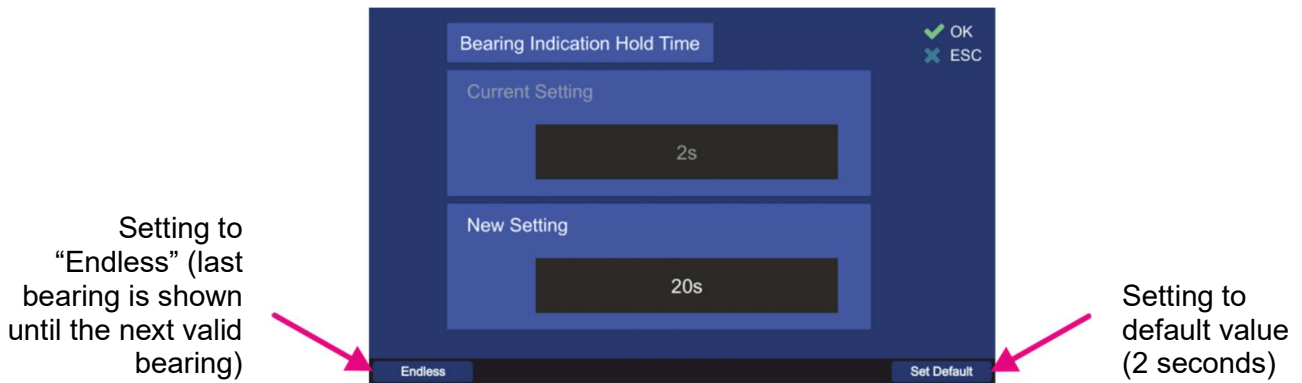 Bearing Indication Hold Time
OK
ESC
Current Setting
2s
New Setting
20s
Endless
Set Default
Setting to
“Endless” (last
bearing is shown
until the next valid
bearing)
Setting to
default value
(2 seconds)